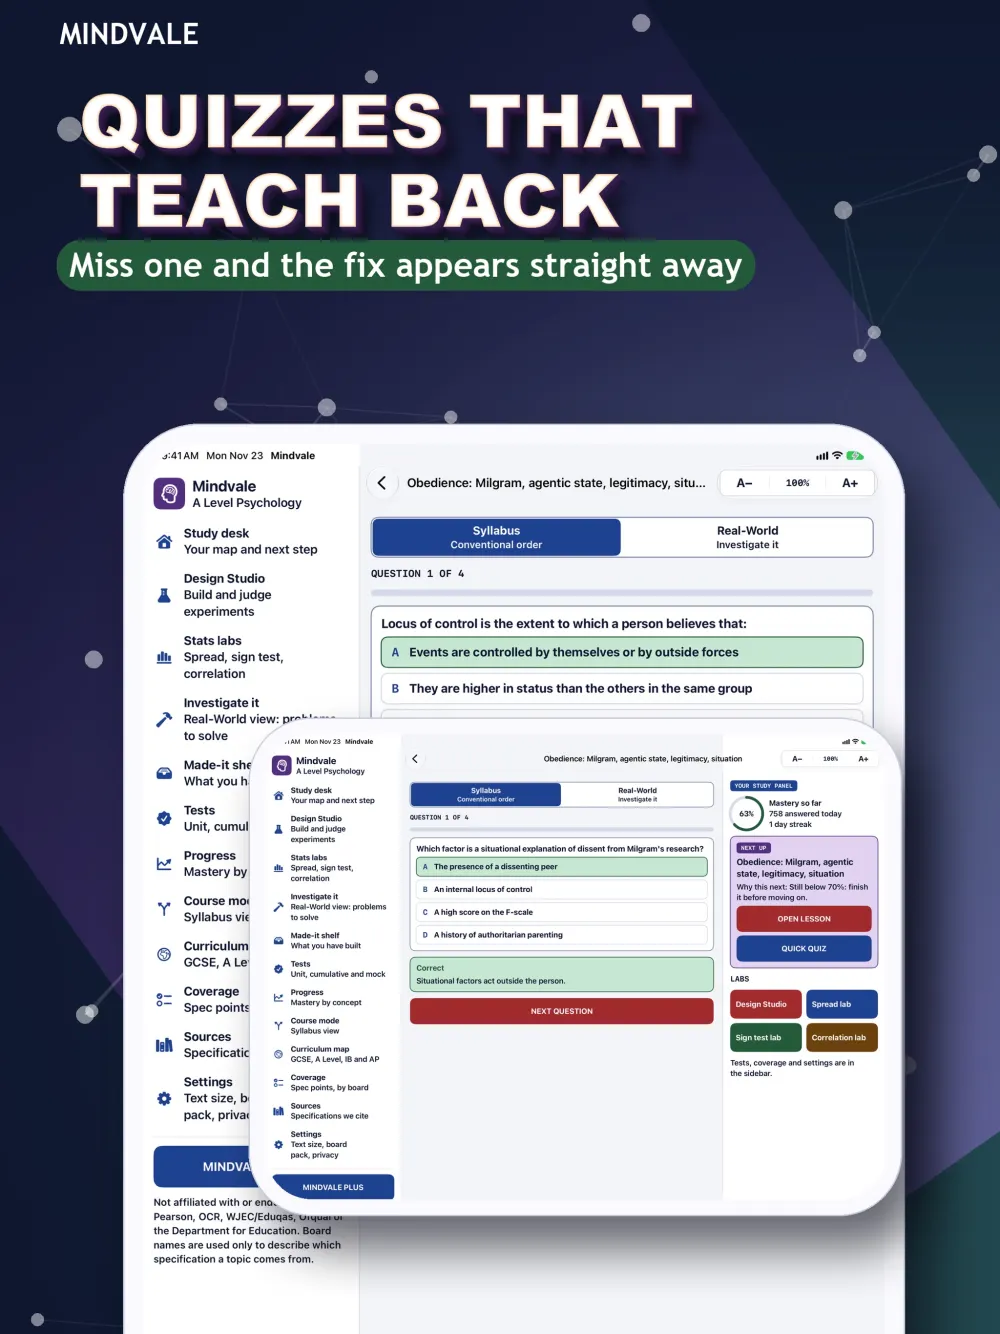 MINDVALE
QUIZZES THAT
TEACH BACK
Miss one and the fix appears straight away
:41 AM Mon Nov 23 Mindvale
Mindvale
A Level Psychology
Study desk
Your map and next step
Design Studio
Build and judge
experiments
Stats labs
Spread, sign test,
correlation
Investigate it
Real-World view: problems
to solve
Made-it she
What you h
Tests
Unit, cumul
Progress
Mastery by
Course mo
Syllabus vie
Curriculum
GCSE, A Le
Coverage
Spec points
Sources
Specificatio
Settings
Text size, b
pack, privac
MINDVA
Not affiliated with or end
Pearson, OCR, WJEC/Eduqas, Ofqual or
the Department for Education. Board
names are used only to describe which
specification a topic comes from.
Obedience: Milgram, agentic state, legitimacy, situ...
A− 100% A+
Syllabus
Conventional order
Real-World
Investigate it
QUESTION 1 OF 4
Locus of control is the extent to which a person believes that:
A Events are controlled by themselves or by outside forces
B They are higher in status than the others in the same group
AM Mon Nov 23 Mindvale
Mindvale
A Level Psychology
Study desk
Your map and next step
Design Studio
Build and judge
experiments
Stats labs
Spread, sign test,
correlation
Investigate it
Real-World view: problems
to solve
Made-it shelf
What you have built
Tests
Unit, cumulative and mock
Progress
Mastery by concept
Course mode
Syllabus view
Curriculum map
GCSE, A Level, IB and AP
Coverage
Spec points, by board
Sources
Specifications we cite
Settings
Text size, board
pack, privacy
MINDVALE PLUS
Obedience: Milgram, agentic state, legitimacy, situation
A− 100% A+
Syllabus
Conventional order
Real-World
Investigate it
QUESTION 1 OF 4
Which factor is a situational explanation of dissent from Milgram's research?
A The presence of a dissenting peer
B An internal locus of control
C A high score on the F-scale
D A history of authoritarian parenting
Correct
Situational factors act outside the person.
NEXT QUESTION
YOUR STUDY PANEL
63%
Mastery so far
758 answered today
1 day streak
NEXT UP
Obedience: Milgram, agentic
state, legitimacy, situation
Why this next: Still below 70%: finish
it before moving on.
OPEN LESSON
QUICK QUIZ
LABS
Design Studio
Spread lab
Sign test lab
Correlation lab
Tests, coverage and settings are in
the sidebar.